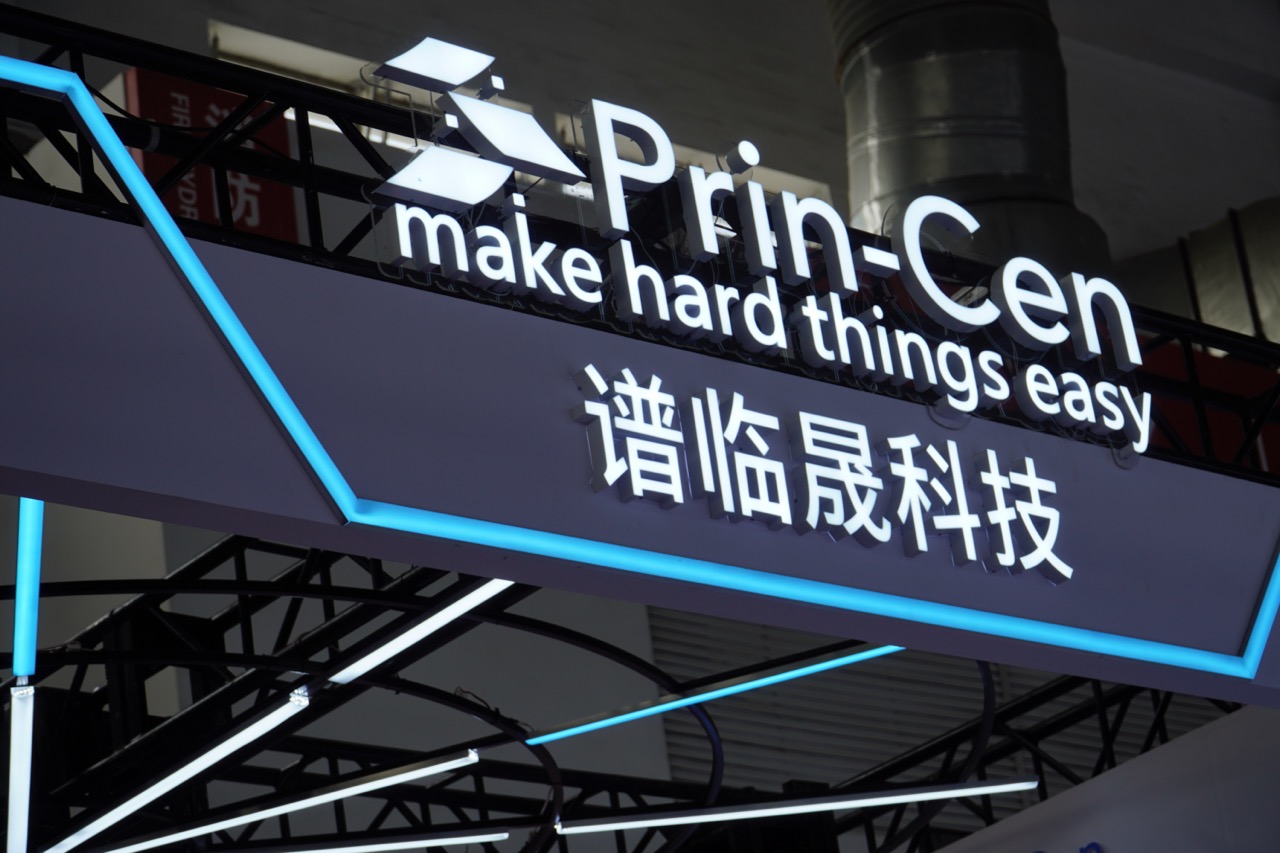 Prin-Cen
make hard things easy
谱临晟科技